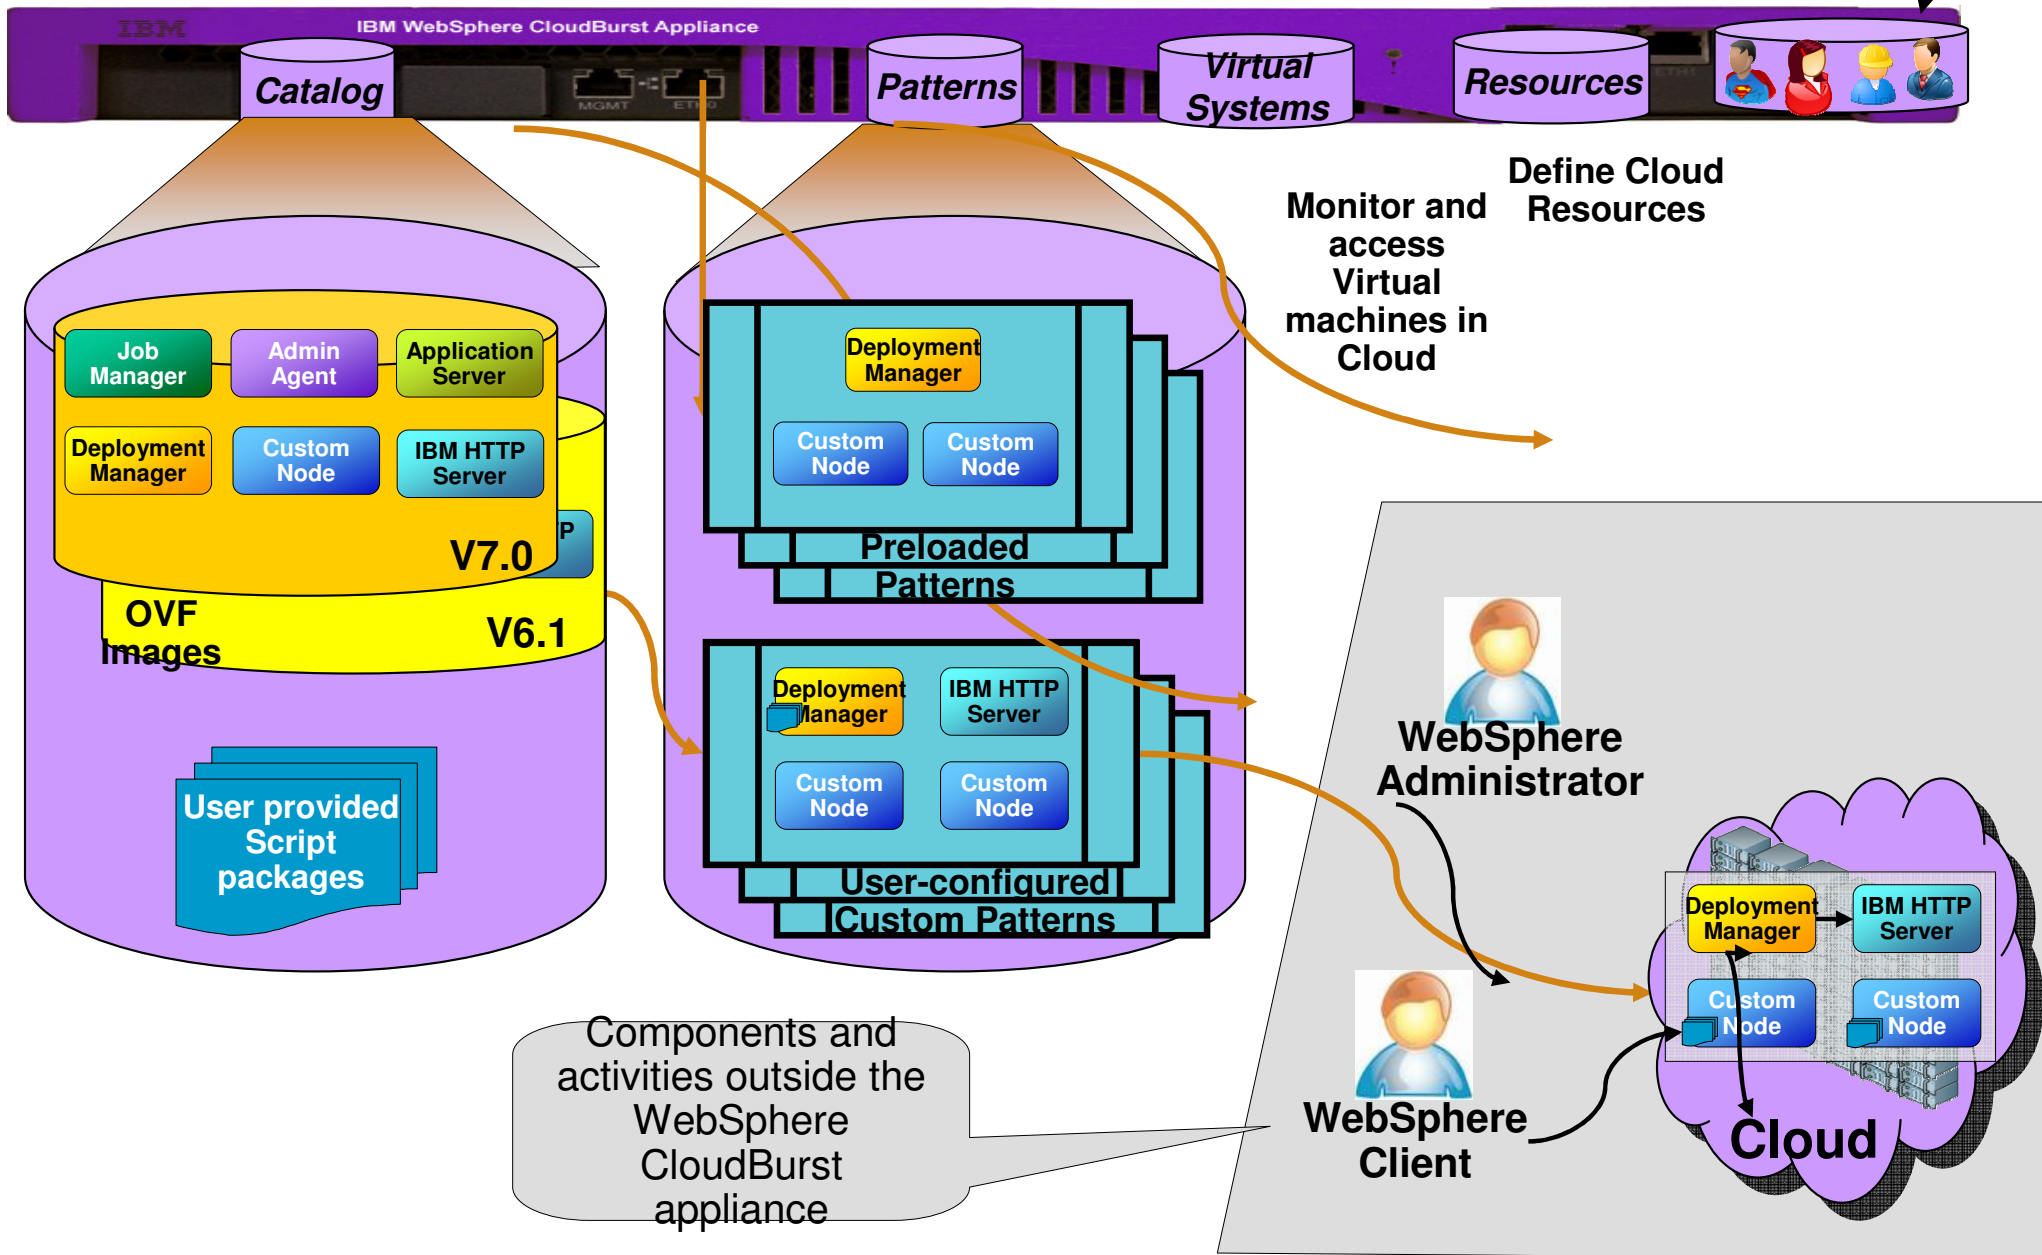 IBM
IBM WebSphere CloudBurst Appliance
Catalog
MGMT
ETH0
Patterns
Virtual
Systems
Resources
ETH1
Define Cloud
Resources
Monitor and
access
Virtual
machines in
Cloud
Job
Manager
Admin
Agent
Application
Server
Deployment
Manager
Custom
Node
IBM HTTP
Server
V7.0
TP
OVF
Images
V6.1
User provided
Script
packages
Deployment
Manager
Custom
Node
Custom
Node
Preloaded
Patterns
Deployment
Manager
IBM HTTP
Server
Custom
Node
Custom
Node
User-configured
Custom Patterns
WebSphere
Administrator
WebSphere
Client
Deployment
Manager
IBM HTTP
Server
Custom
Node
Custom
Node
Cloud
Components and
activities outside the
WebSphere
CloudBurst
appliance